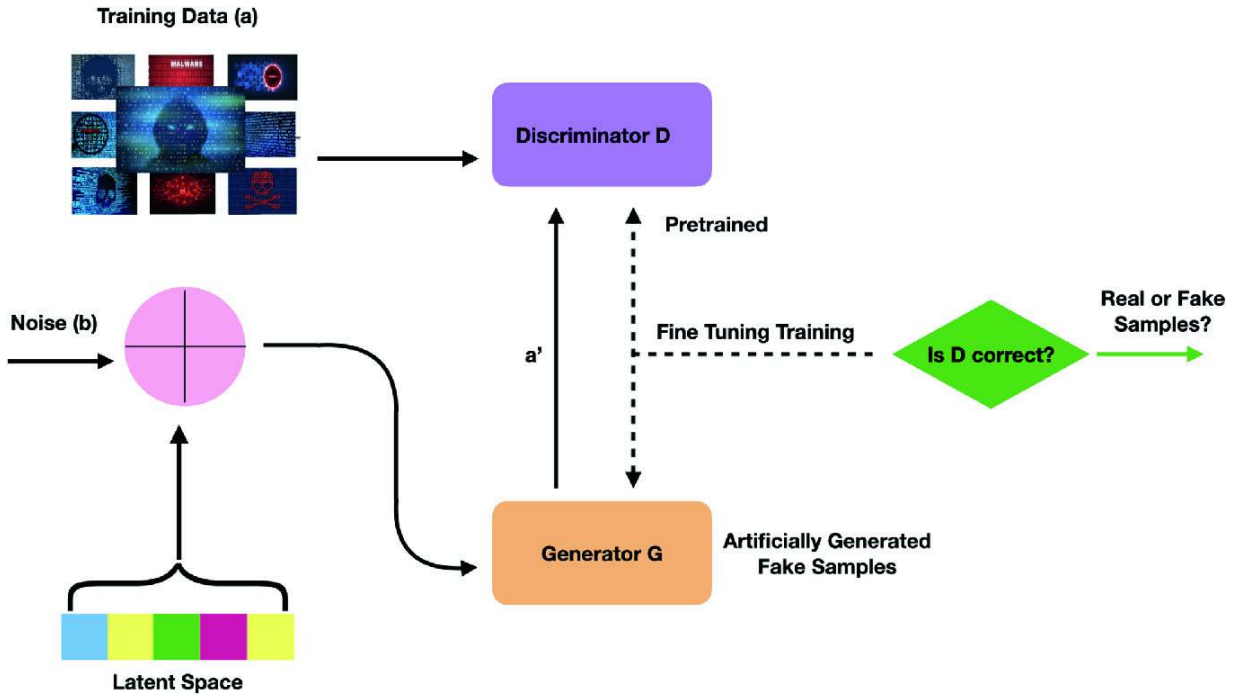 Training Data (a)
MALWARE
Discriminator D
Pretrained
Noise (b)
a’
Fine Tuning Training
Is D correct?
Real or Fake
Samples?
Generator G
Artificially Generated
Fake Samples
Latent Space